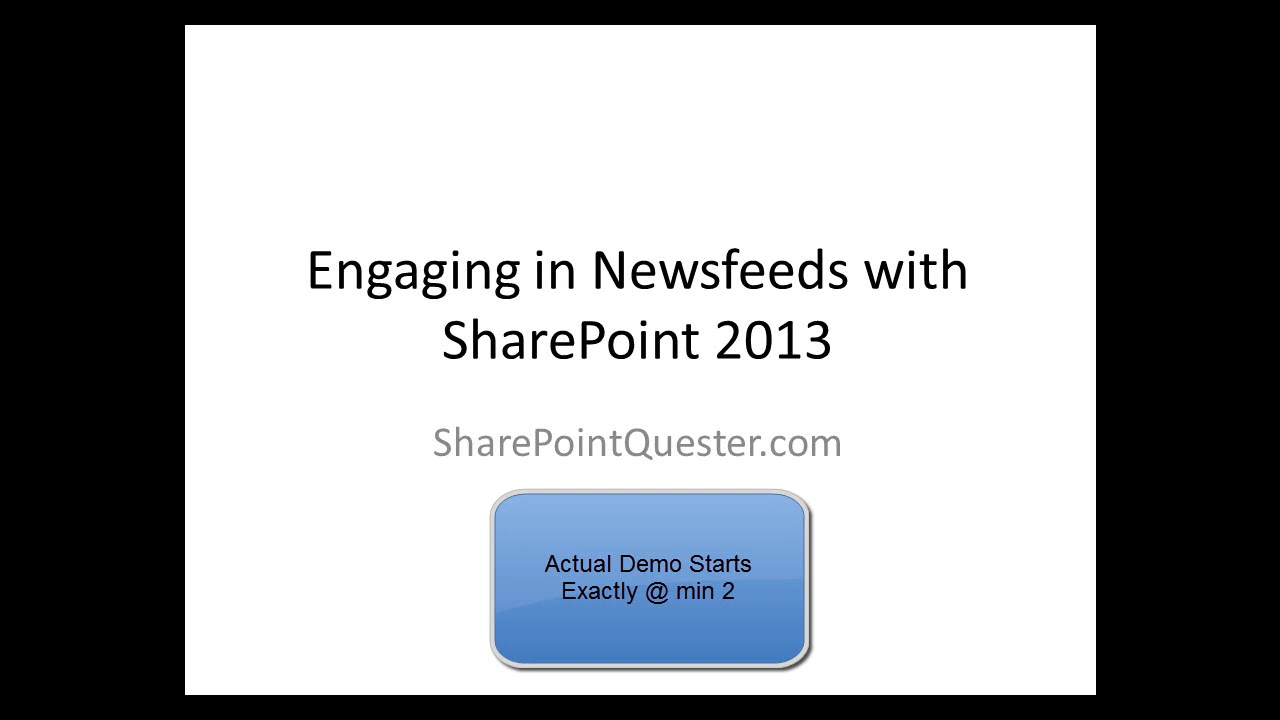 Engaging in Newsfeeds with
SharePoint 2013
SharePointQuester.com
Actual Demo Starts
Exactly @ min 2